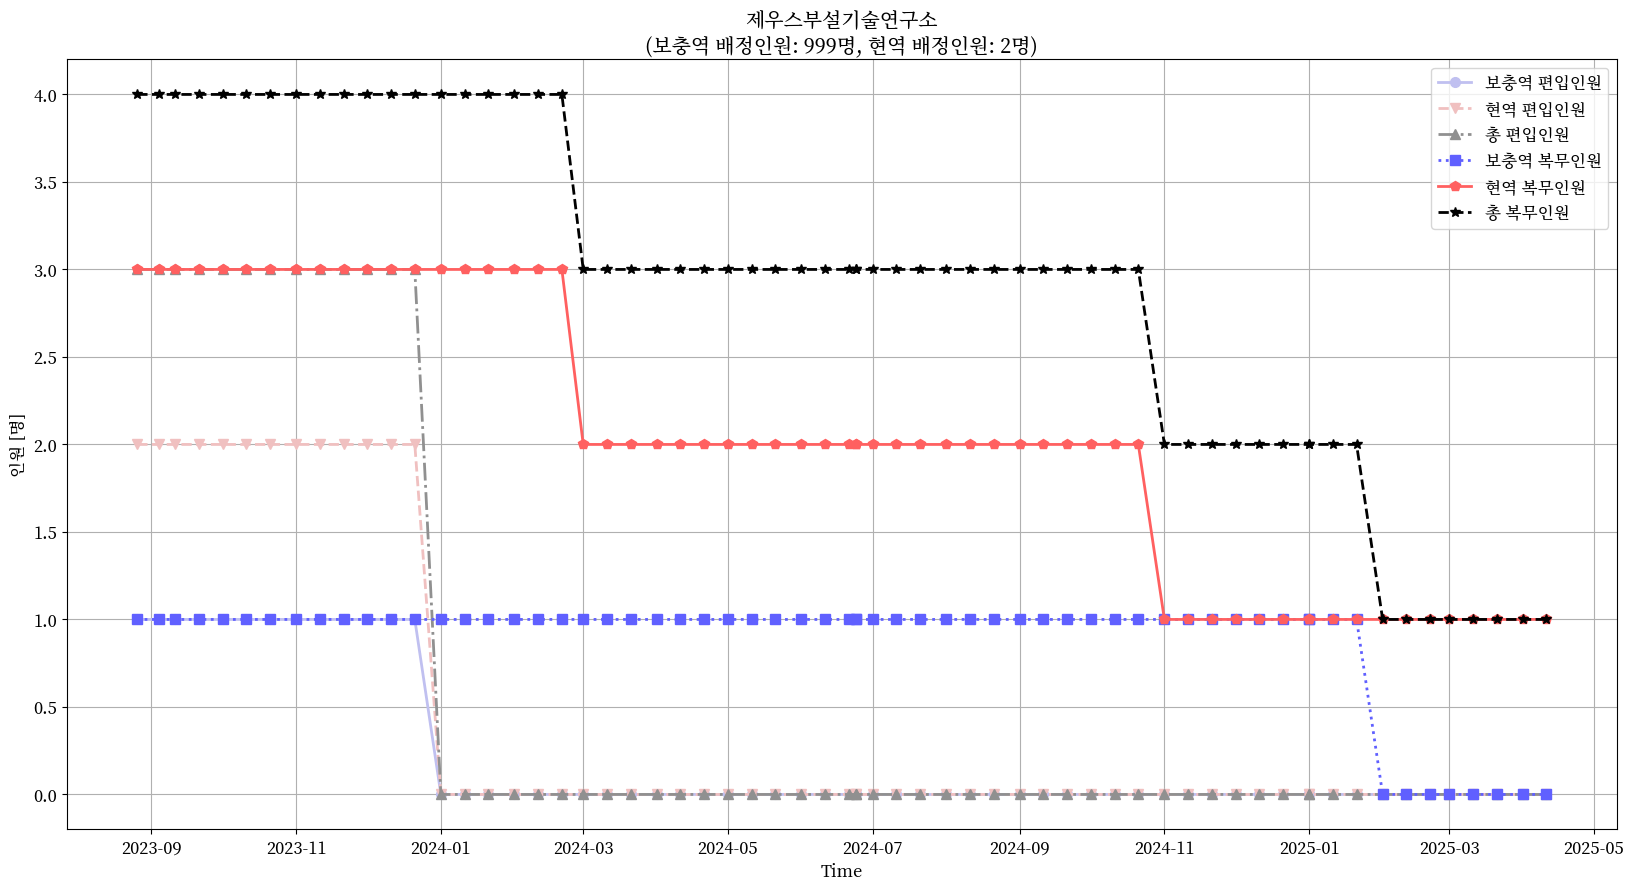 제우스부설기술연구소
(보충역 배정인원: 999명, 현역 배정인원: 2명)
보충역 편입인원
현역 편입인원
총 편입인원
보충역 복무인원
현역 복무인원
총 복무인원
인원 [명]
4.0
3.5
3.0
2.5
2.0
1.5
1.0
0.5
0.0
2023-09 2023-11 2024-01 2024-03 2024-05 2024-07 2024-09 2024-11 2025-01 2025-03 2025-05
Time